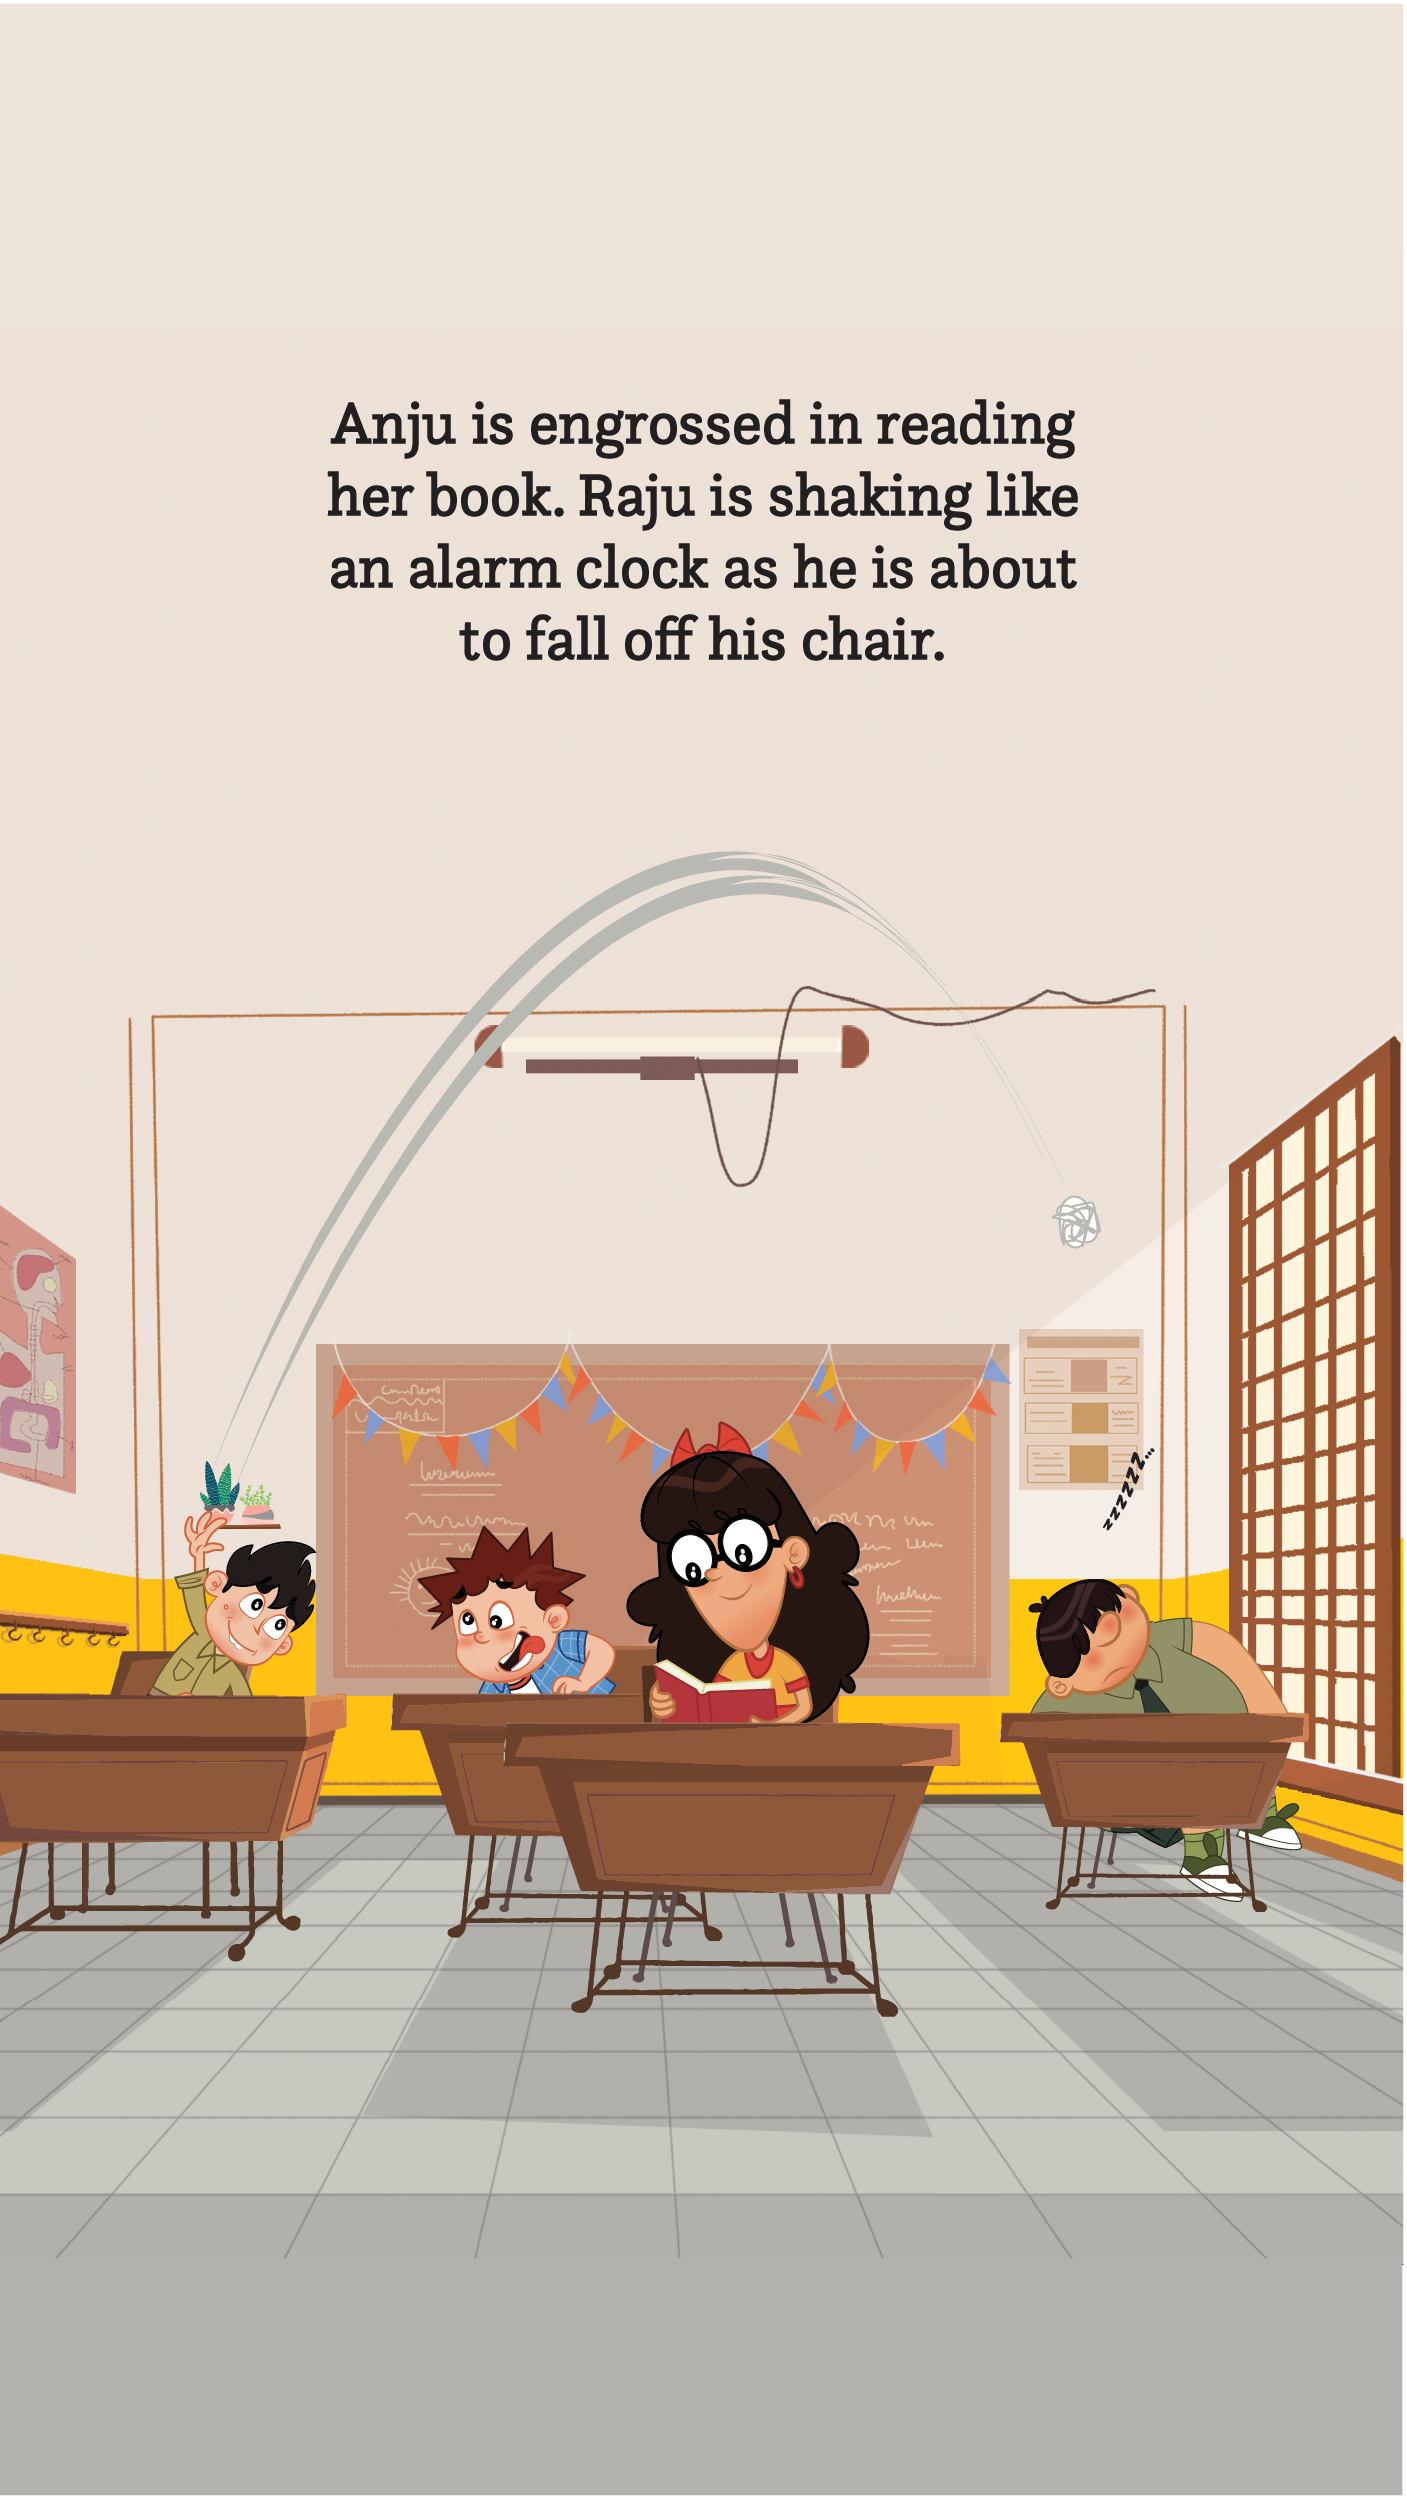 Anju is engrossed in reading
her book. Raju is shaking like
an alarm clock as he is about
to fall off his chair.
zzzzz...